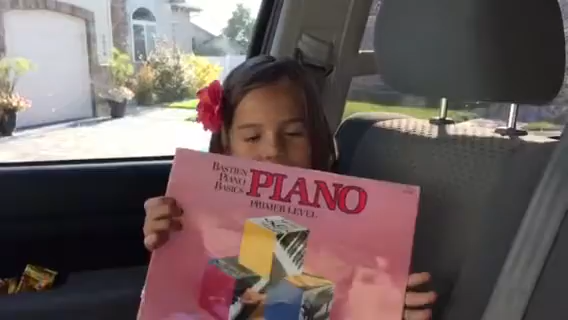 BASTIEN
PIANO
BASICS
PIANO
PRIMER LEVEL